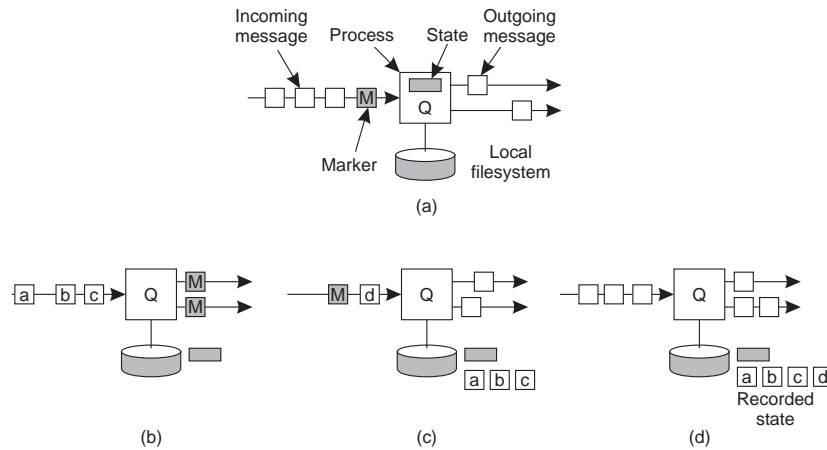 Incoming
message
Process
State
Outgoing
message
M
Q
Marker
Local
filesystem
(a)
a b c Q M
M
(b)
M d Q
a b c
(c)
Q
a b c d
Recorded
state
(d)